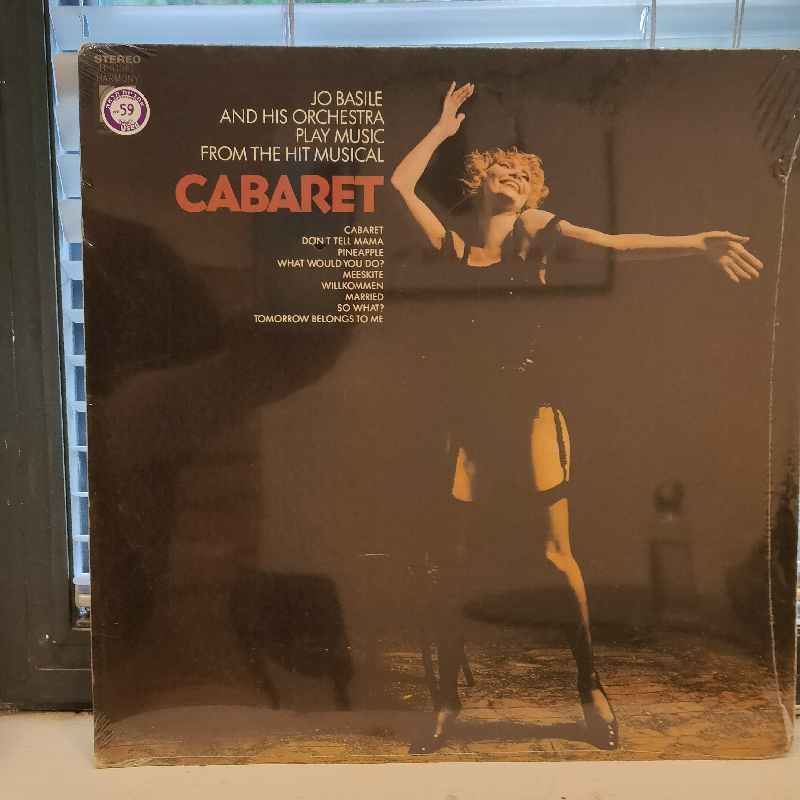 STEREO
HARMONY
59
JO BASILE
AND HIS ORCHESTRA
PLAY MUSIC
FROM THE HIT MUSICAL
CABARET
CABARET
DON'T TELL MAMA
PINEAPPLE
WHAT WOULD YOU DO?
MEESKITE
WILLKOMMEN
MARRIED
SO WHAT?
TOMORROW BELONGS TO ME